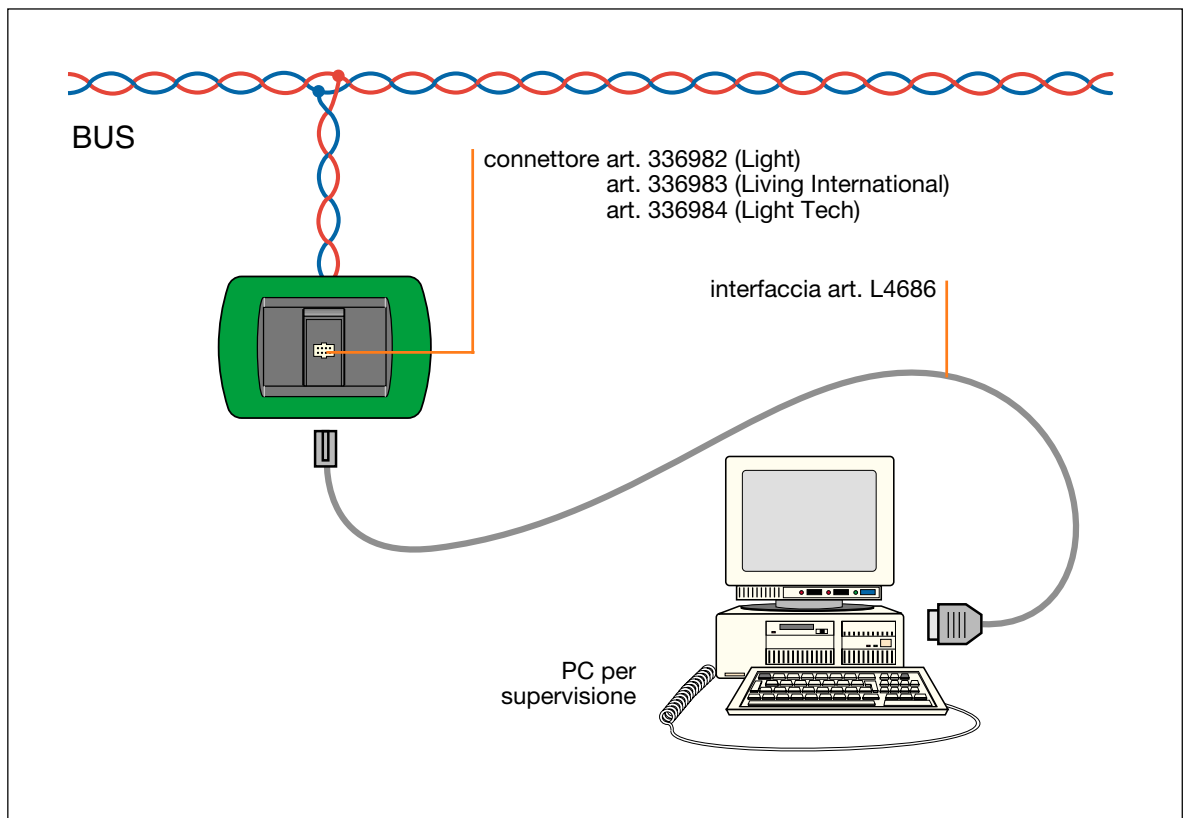 BUS
connettore art. 336982 (Light)
art. 336983 (Living International)
art. 336984 (Light Tech)
interfaccia art. L4686
PC per
supervisione